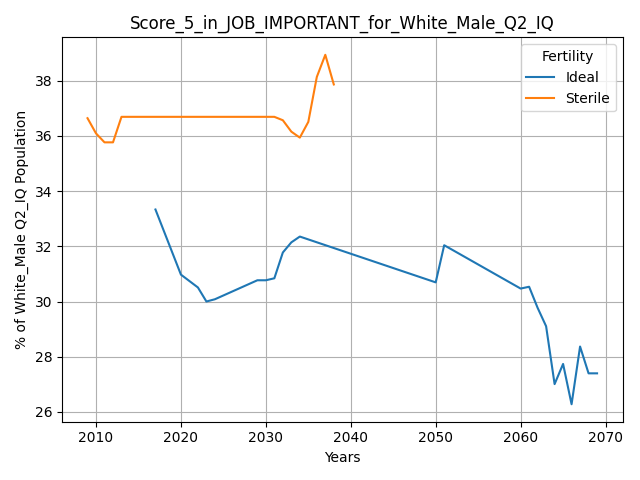 Score_5_in_JOB_IMPORTANT_for_White_Male_Q2_IQ
% of White_Male Q2_IQ Population
38
36
34
32
30
28
26
Fertility
Ideal
Sterile
2010 2020 2030 2040 2050 2060 2070
Years